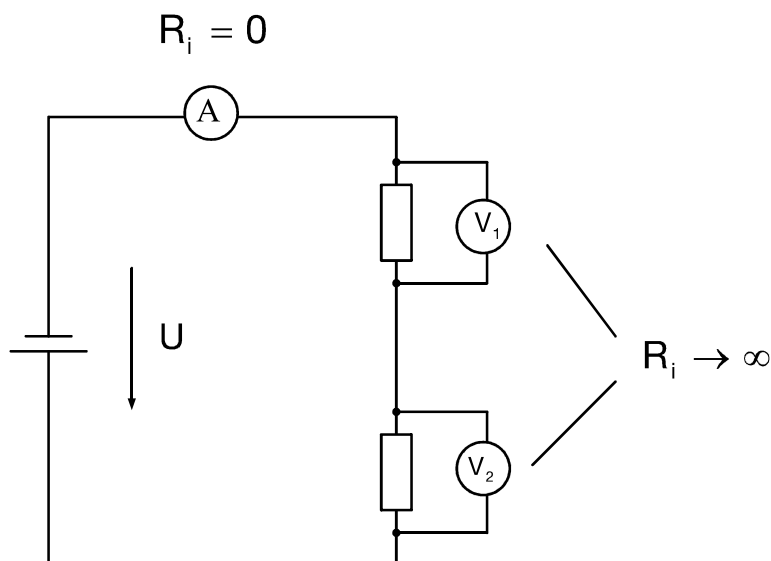 R_i = 0
A
V_1
U
R_i → ∞
V_2